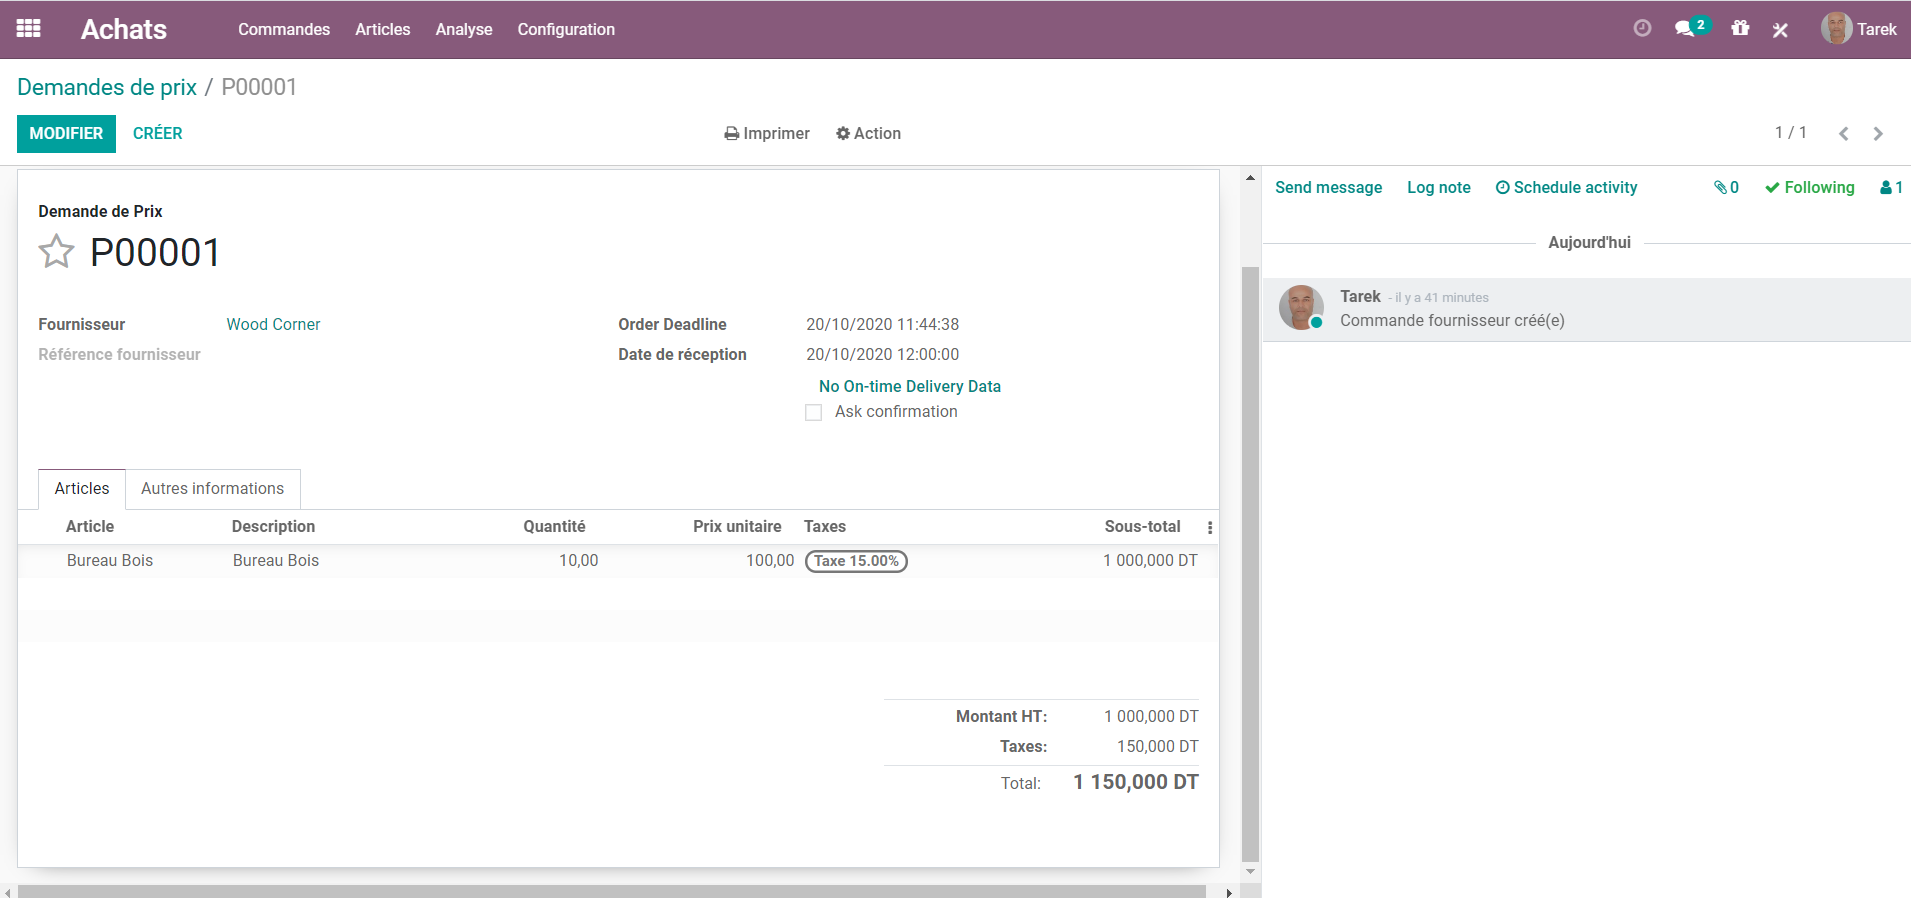 Achats Commandes Articles Analyse Configuration 2 Tarek
Demandes de prix / P00001
MODIFIER CRÉER Imprimer Action 1 / 1
Send message Log note Schedule activity 0 Following 1
Demande de Prix
P00001
Aujourd'hui
Tarek - il y a 41 minutes
Commande fournisseur créé(e)
Fournisseur Wood Corner Order Deadline 20/10/2020 11:44:38
Référence fournisseur Date de réception 20/10/2020 12:00:00
No On-time Delivery Data
Ask confirmation
Articles Autres informations
Article Description Quantité Prix unitaire Taxes Sous-total
Bureau Bois Bureau Bois 10,00 100,00 Taxe 15.00% 1 000,000 DT
Montant HT: 1 000,000 DT
Taxes: 150,000 DT
Total: 1 150,000 DT